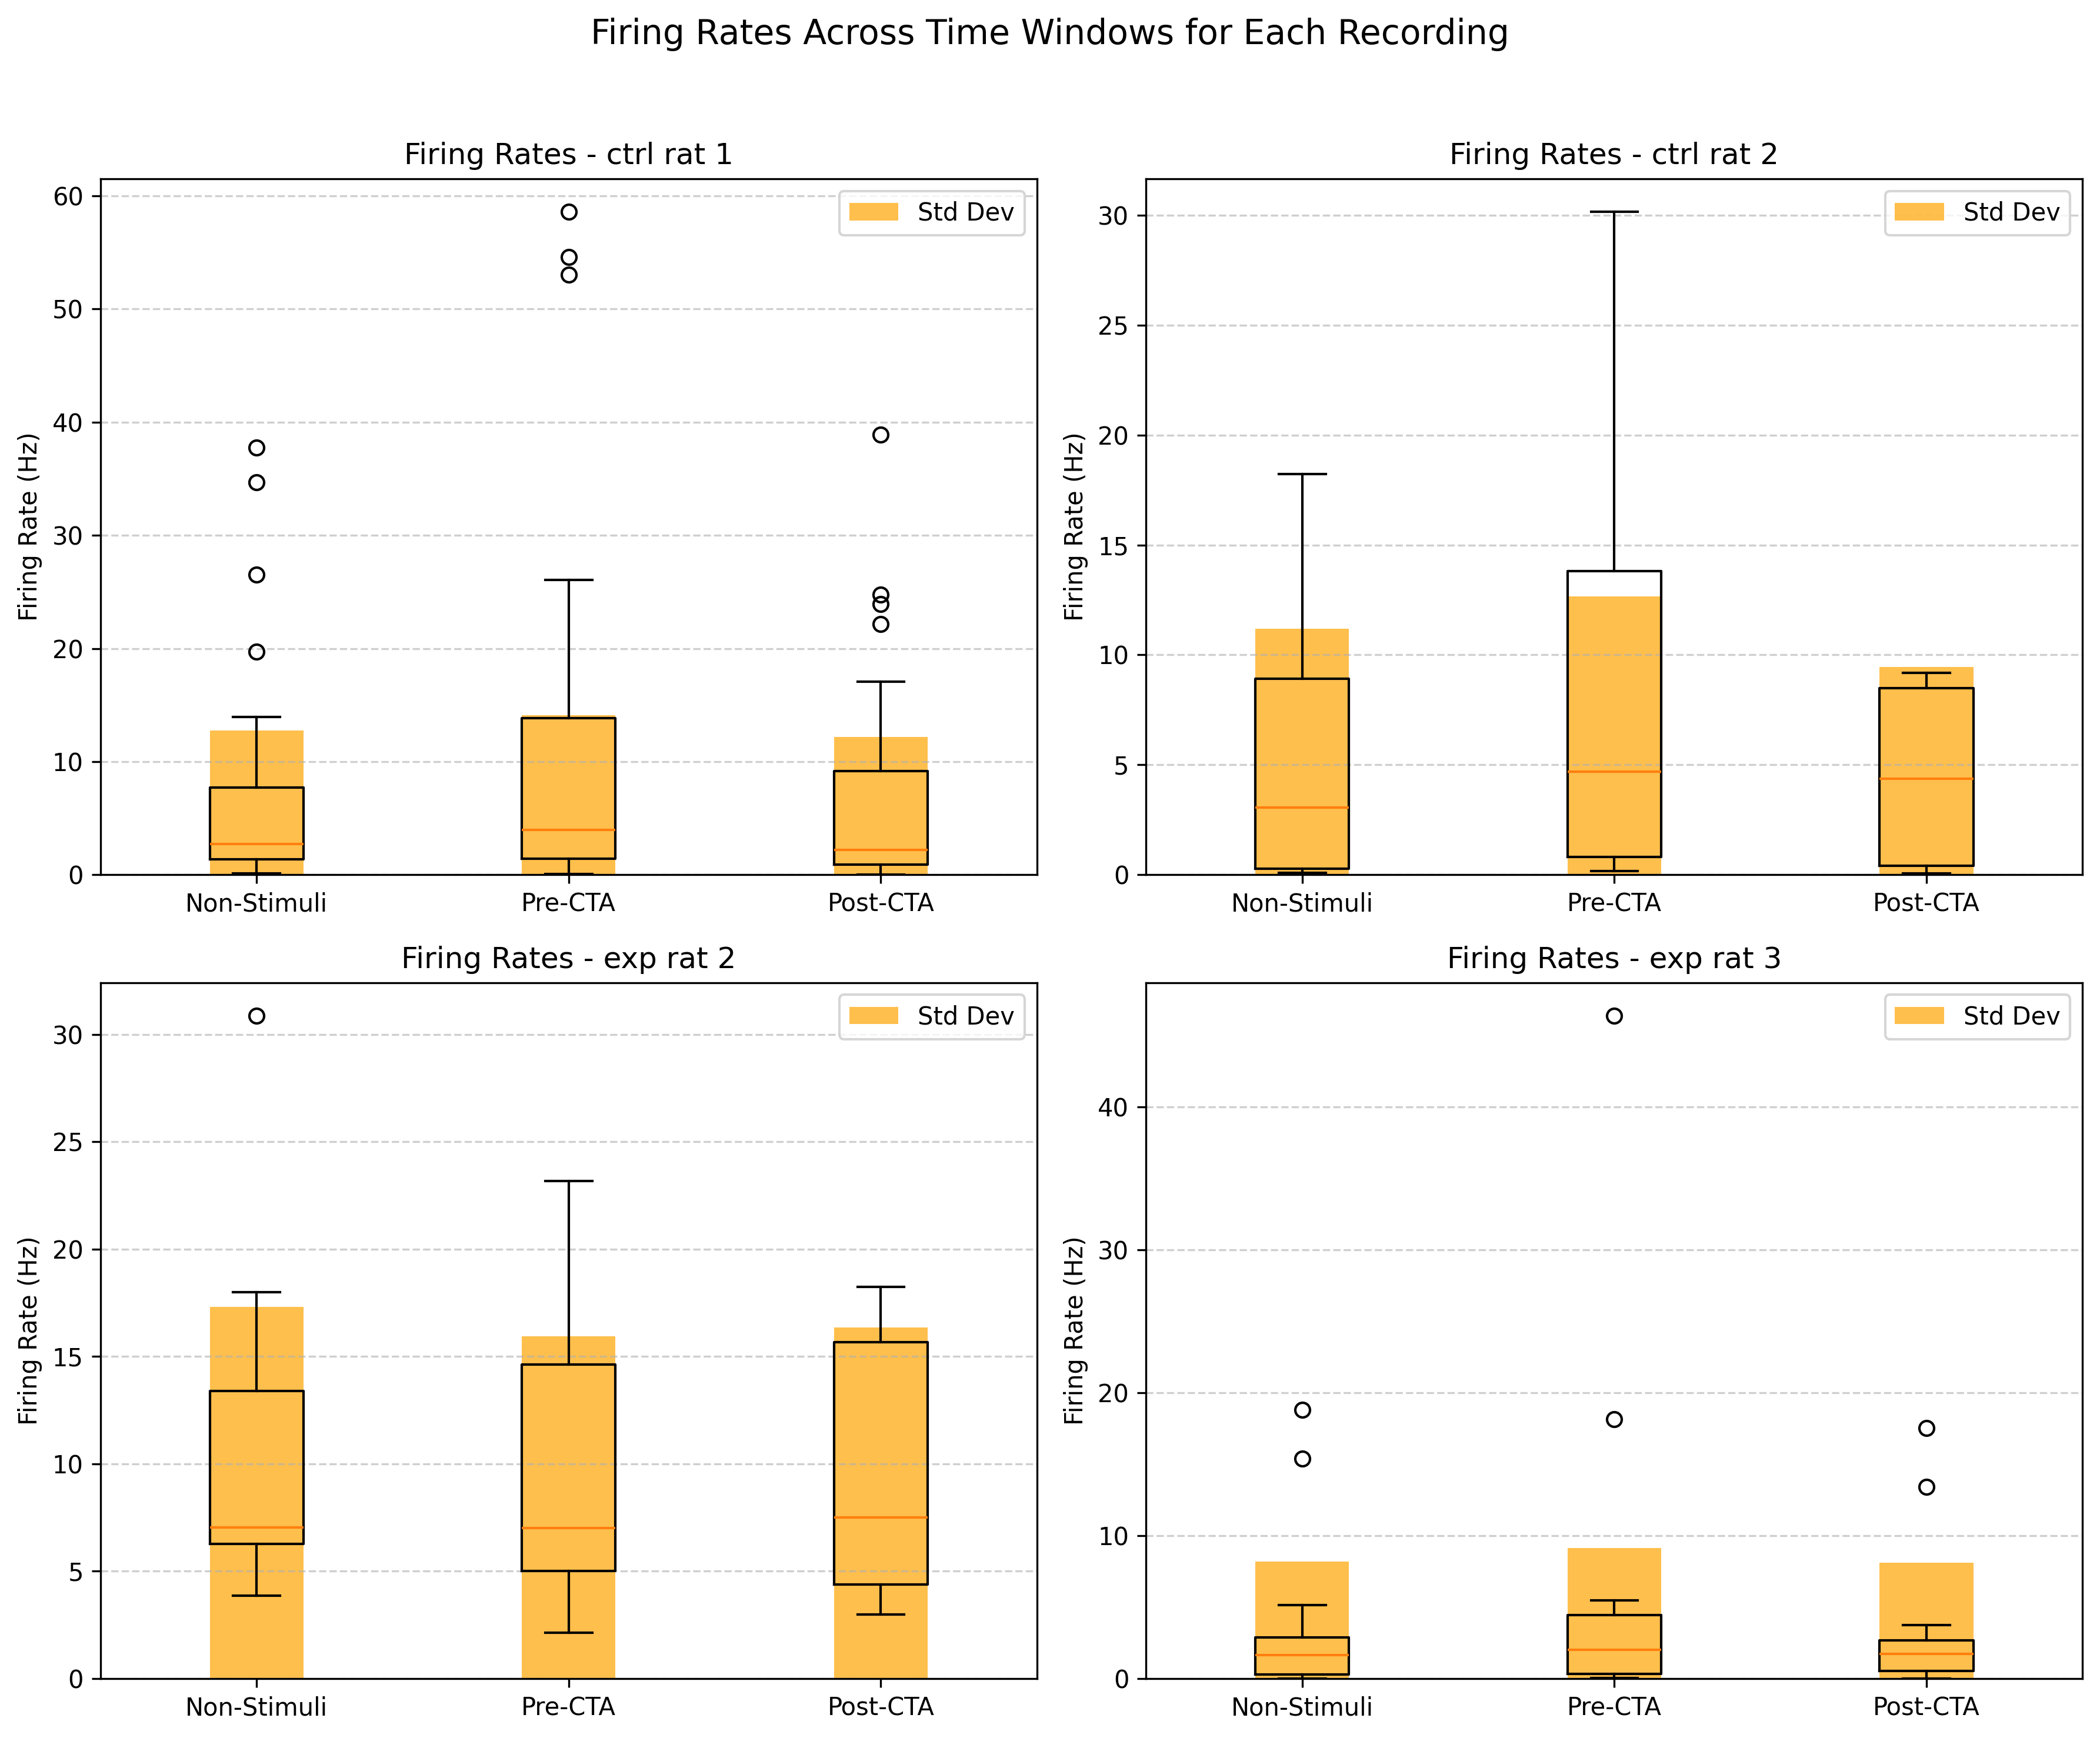 Firing Rates Across Time Windows for Each Recording
Firing Rates - ctrl rat 1
Firing Rate (Hz)
60
50
40
30
20
10
0
Std Dev
Non-Stimuli
Pre-CTA
Post-CTA
Firing Rates - ctrl rat 2
Firing Rate (Hz)
30
25
20
15
10
5
0
Std Dev
Non-Stimuli
Pre-CTA
Post-CTA
Firing Rates - exp rat 2
Firing Rate (Hz)
30
25
20
15
10
5
0
Std Dev
Non-Stimuli
Pre-CTA
Post-CTA
Firing Rates - exp rat 3
Firing Rate (Hz)
40
30
20
10
0
Std Dev
Non-Stimuli
Pre-CTA
Post-CTA